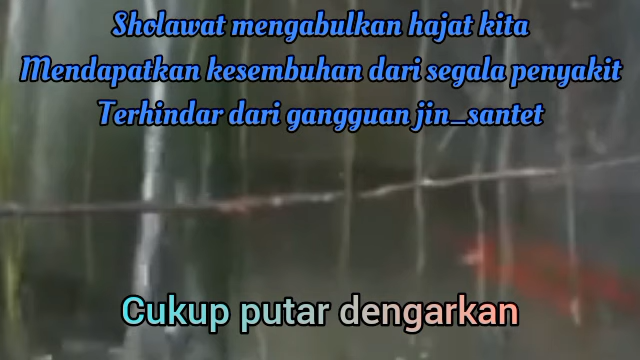 Sholawat mengabulkan hajat kita
Mendapatkan kesembuhan dari segala penyakit
Terhindar dari gangguan jin_santet
Cukup putar dengarkan